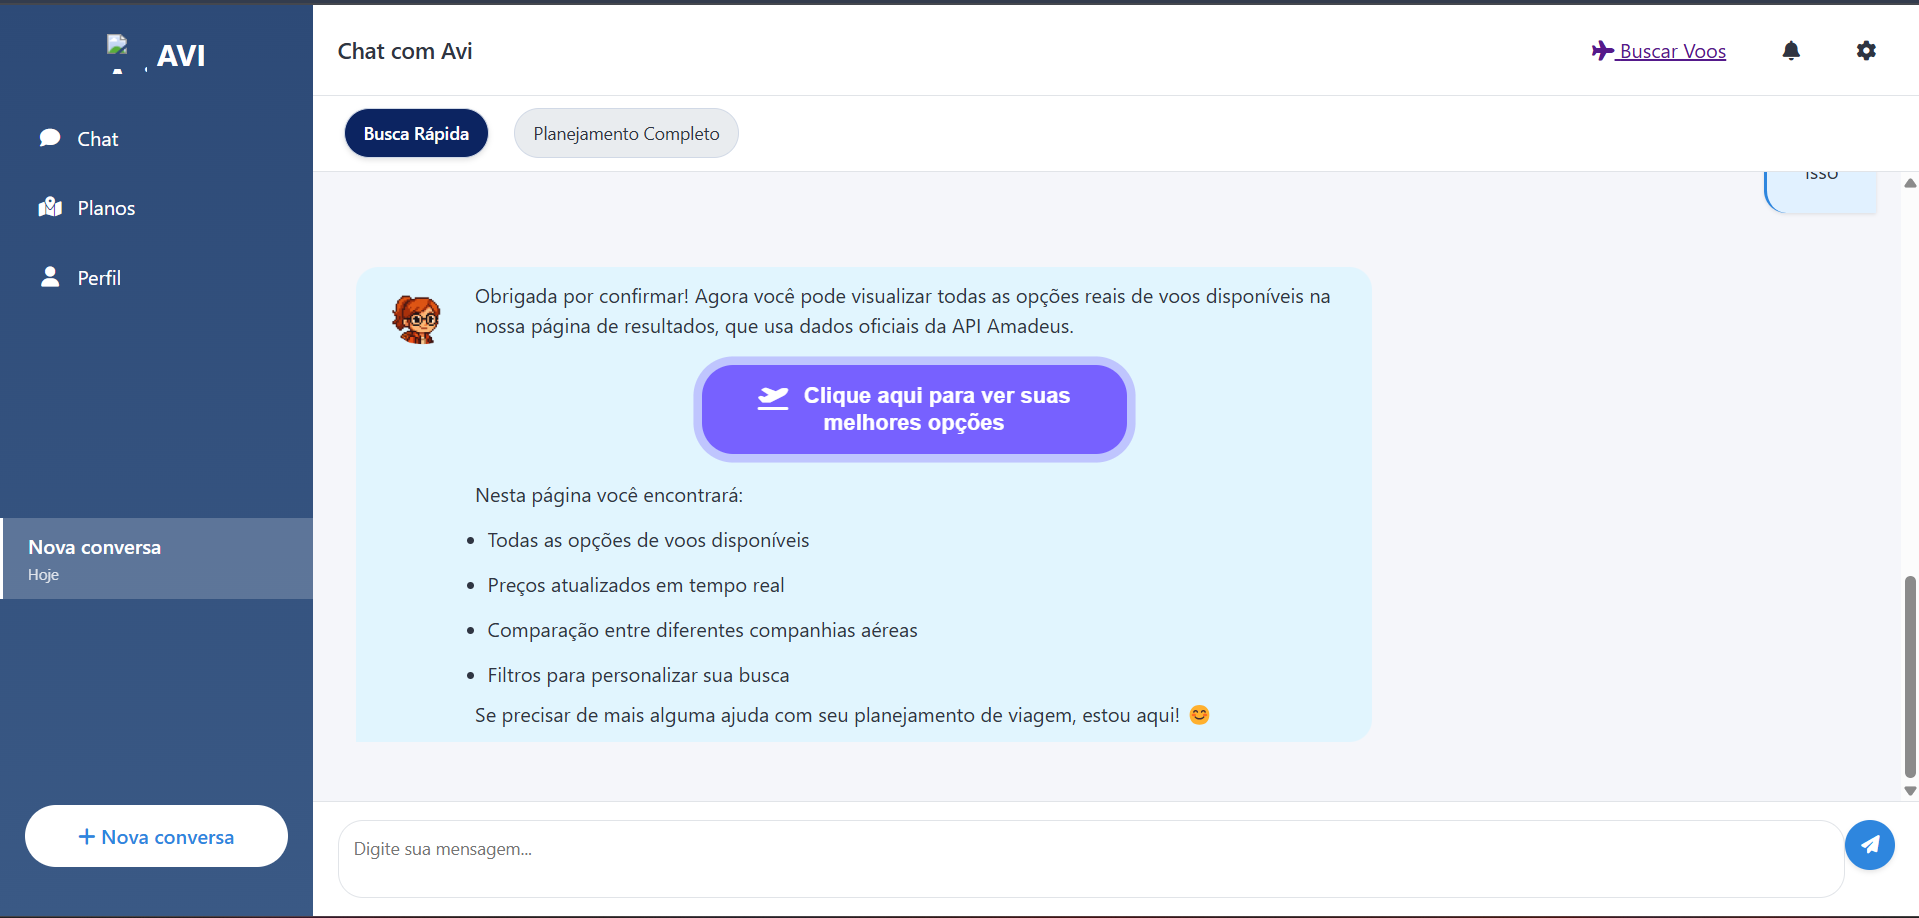 AVI
Chat
Planos
Perfil
Nova conversa
Hoje
+ Nova conversa
Chat com Avi
Buscar Voos
Busca Rápida
Planejamento Completo
isso
Obrigada por confirmar! Agora você pode visualizar todas as opções reais de voos disponíveis na
nossa página de resultados, que usa dados oficiais da API Amadeus.
Clique aqui para ver suas
melhores opções
Nesta página você encontrará:
• Todas as opções de voos disponíveis
• Preços atualizados em tempo real
• Comparação entre diferentes companhias aéreas
• Filtros para personalizar sua busca
Se precisar de mais alguma ajuda com seu planejamento de viagem, estou aqui! 😊
Digite sua mensagem...